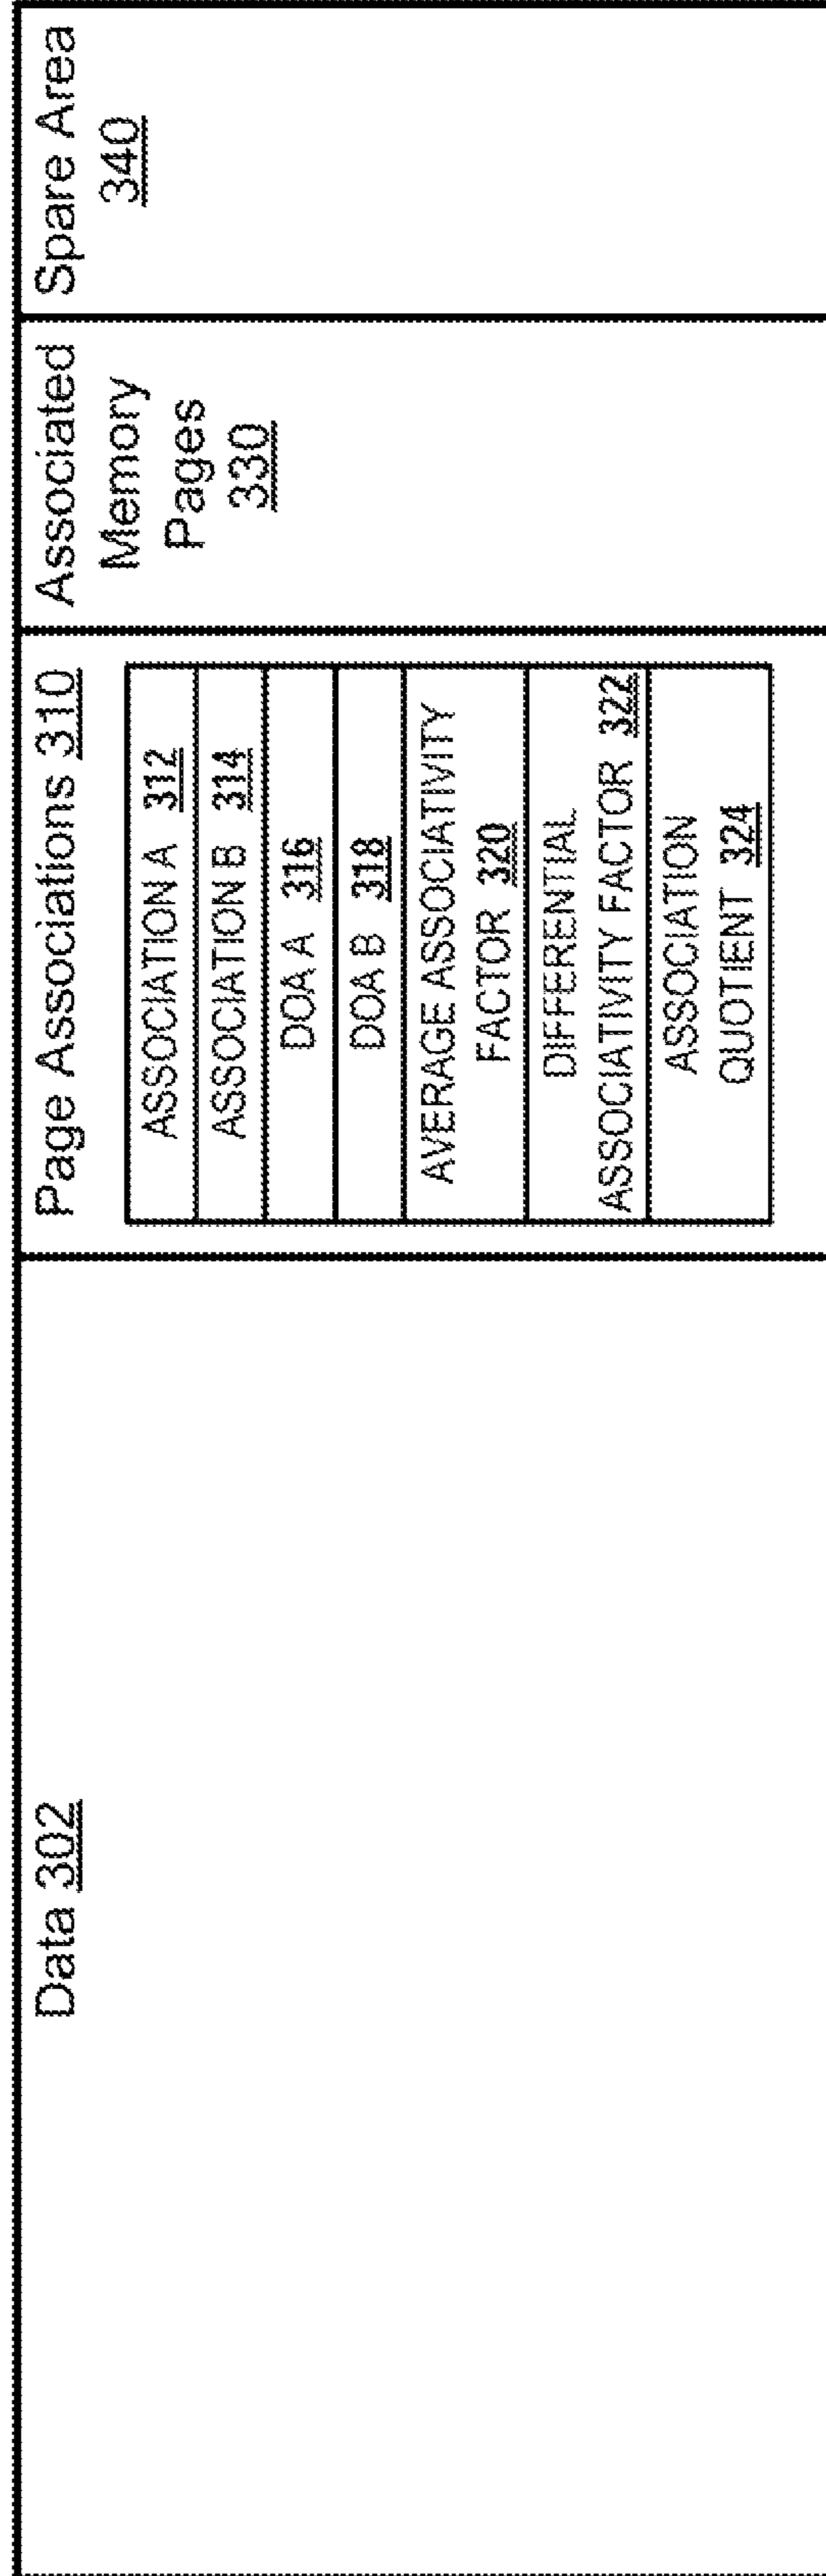 Data 302
Page Associations 310
ASSOCIATION A 312
ASSOCIATION B 314
DOA A 316
DOA B 318
AVERAGE ASSOCIATIVITY
FACTOR 320
DIFFERENTIAL
ASSOCIATIVITY FACTOR 322
ASSOCIATION
QUOTIENT 324
Associated
Memory
Pages
330
Spare Area
340